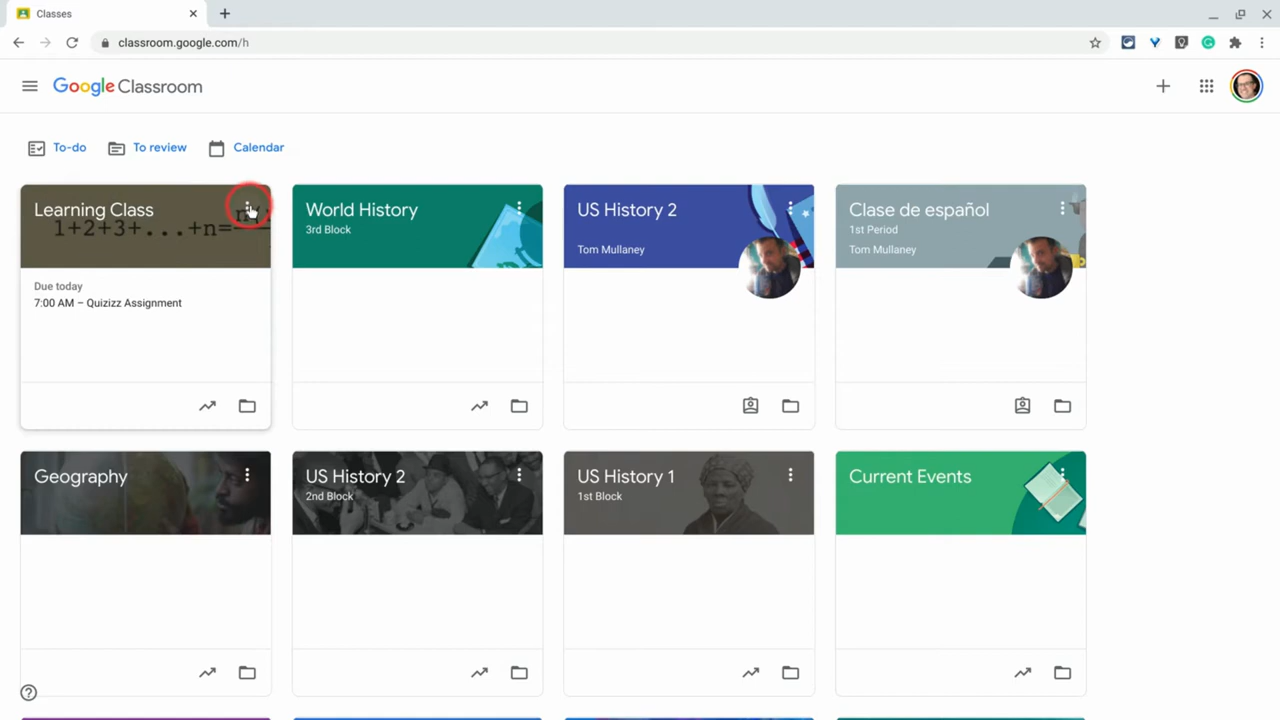 Classes
classroom.google.com/h
Google Classroom
To-do
To review
Calendar
Learning Class
1+2+3+...+n=
Due today
7:00 AM – Quizizz Assignment
World History
3rd Block
US History 2
Tom Mullaney
Clase de español
1st Period
Tom Mullaney
Geography
US History 2
2nd Block
US History 1
1st Block
Current Events